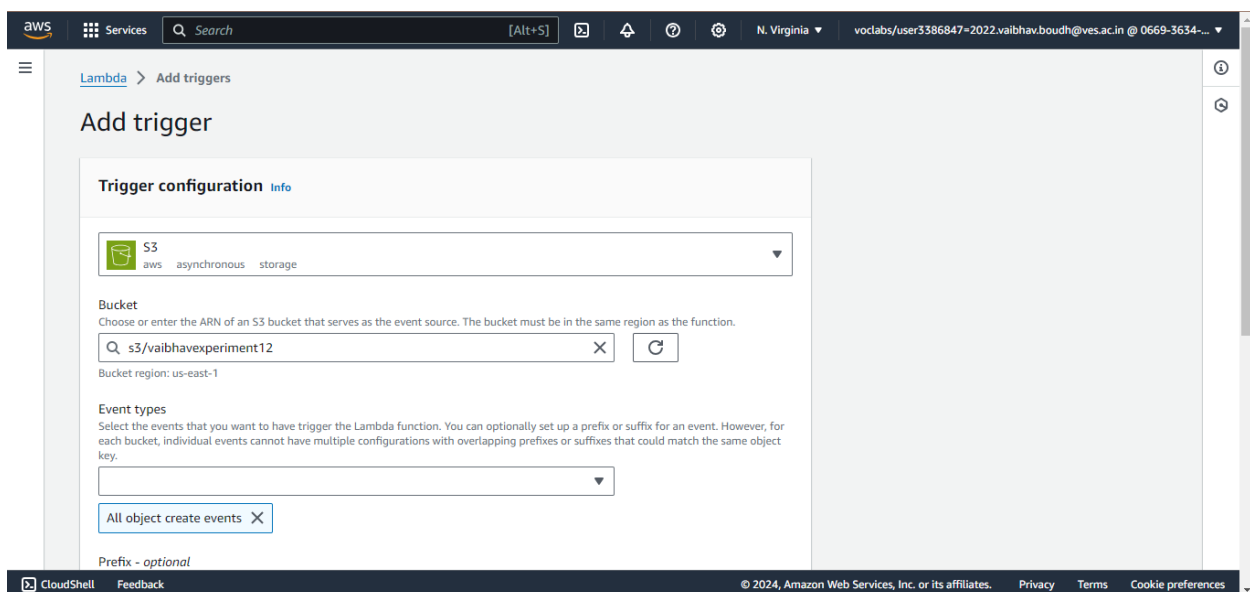 aws Services Search [Alt+S] N. Virginia ▼ voclabs/user3386847=2022.vaibhav.boudh@ves.ac.in @ 0669-3634-... ▼
Lambda > Add triggers
Add trigger
Trigger configuration Info
S3
aws asynchronous storage
Bucket
Choose or enter the ARN of an S3 bucket that serves as the event source. The bucket must be in the same region as the function.
s3/vaibhavexperiment12
Bucket region: us-east-1
Event types
Select the events that you want to have trigger the Lambda function. You can optionally set up a prefix or suffix for an event. However, for
each bucket, individual events cannot have multiple configurations with overlapping prefixes or suffixes that could match the same object
key.
All object create events
Prefix - optional
CloudShell Feedback © 2024, Amazon Web Services, Inc. or its affiliates. Privacy Terms Cookie preferences